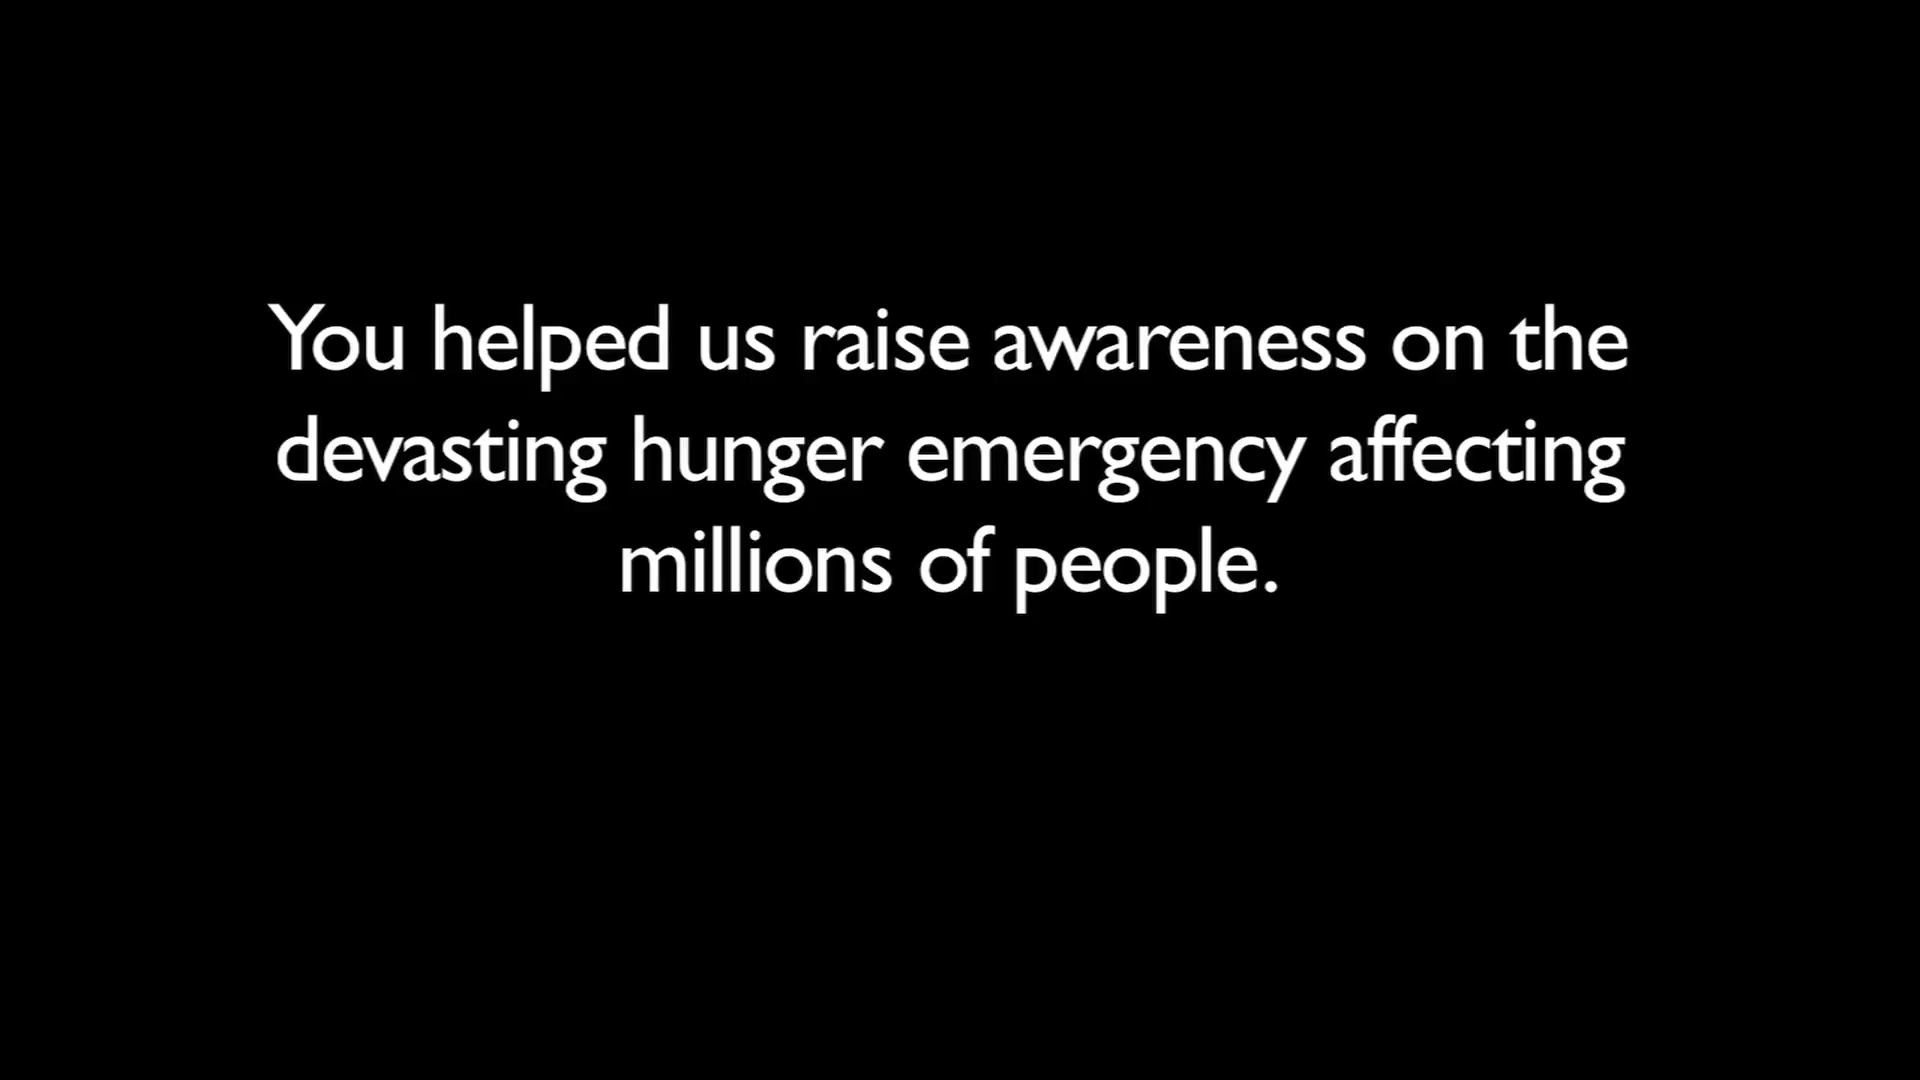 You helped us raise awareness on the
devasting hunger emergency affecting
millions of people.